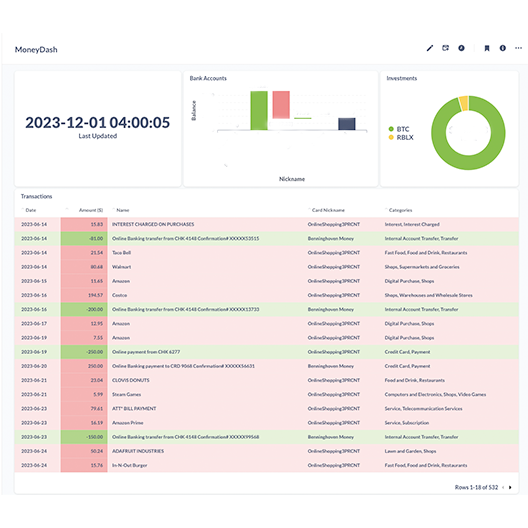 MoneyDash
2023-12-01 04:00:05
Last Updated
Bank Accounts
Balance
Nickname
Investments
BTC
RBLX
Transactions
Date Amount ($) Name Card Nickname Categories
2023-06-14 15.83 INTEREST CHARGED ON PURCHASES OnlineShopping3PRCNT Interest, Interest Charged
2023-06-14 -81.00 Online Banking transfer from CHK 4148 Confirmation# XXXXX53515 Benninghoven Money Internal Account Transfer, Transfer
2023-06-14 21.54 Taco Bell OnlineShopping3PRCNT Fast Food, Food and Drink, Restaurants
2023-06-14 80.68 Walmart OnlineShopping3PRCNT Shops, Supermarkets and Groceries
2023-06-15 11.65 Amazon OnlineShopping3PRCNT Digital Purchase, Shops
2023-06-16 194.57 Costco OnlineShopping3PRCNT Shops, Warehouses and Wholesale Stores
2023-06-16 -200.00 Online Banking transfer from CHK 4148 Confirmation# XXXXX13733 Benninghoven Money Internal Account Transfer, Transfer
2023-06-17 12.95 Amazon OnlineShopping3PRCNT Digital Purchase, Shops
2023-06-19 7.55 Amazon OnlineShopping3PRCNT Digital Purchase, Shops
2023-06-19 -250.00 Online payment from CHK 6277 OnlineShopping3PRCNT Credit Card, Payment
2023-06-20 250.00 Online Banking payment to CRD 9068 Confirmation# XXXXX56631 Benninghoven Money Credit Card, Payment
2023-06-21 23.04 CLOVIS DONUTS OnlineShopping3PRCNT Food and Drink, Restaurants
2023-06-21 5.99 Steam Games OnlineShopping3PRCNT Computers and Electronics, Shops, Video Games
2023-06-23 79.61 ATT* BILL PAYMENT OnlineShopping3PRCNT Service, Telecommunication Services
2023-06-23 16.19 Amazon Prime OnlineShopping3PRCNT Service, Subscription
2023-06-23 -150.00 Online Banking transfer from CHK 4148 Confirmation# XXXXX99568 Benninghoven Money Internal Account Transfer, Transfer
2023-06-24 50.24 ADAFRUIT INDUSTRIES OnlineShopping3PRCNT Lawn and Garden, Shops
2023-06-24 15.76 In-N-Out Burger OnlineShopping3PRCNT Fast Food, Food and Drink, Restaurants
Rows 1-18 of 532